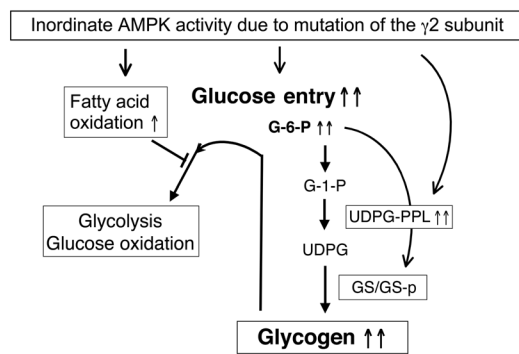 Inordinate AMPK activity due to mutation of the γ2 subunit
Fatty acid
oxidation ↑
Glucose entry ↑↑
G-6-P ↑↑
G-1-P
Glycolysis
Glucose oxidation
UDPG-PPL ↑↑
UDPG
GS/GS-p
Glycogen ↑↑